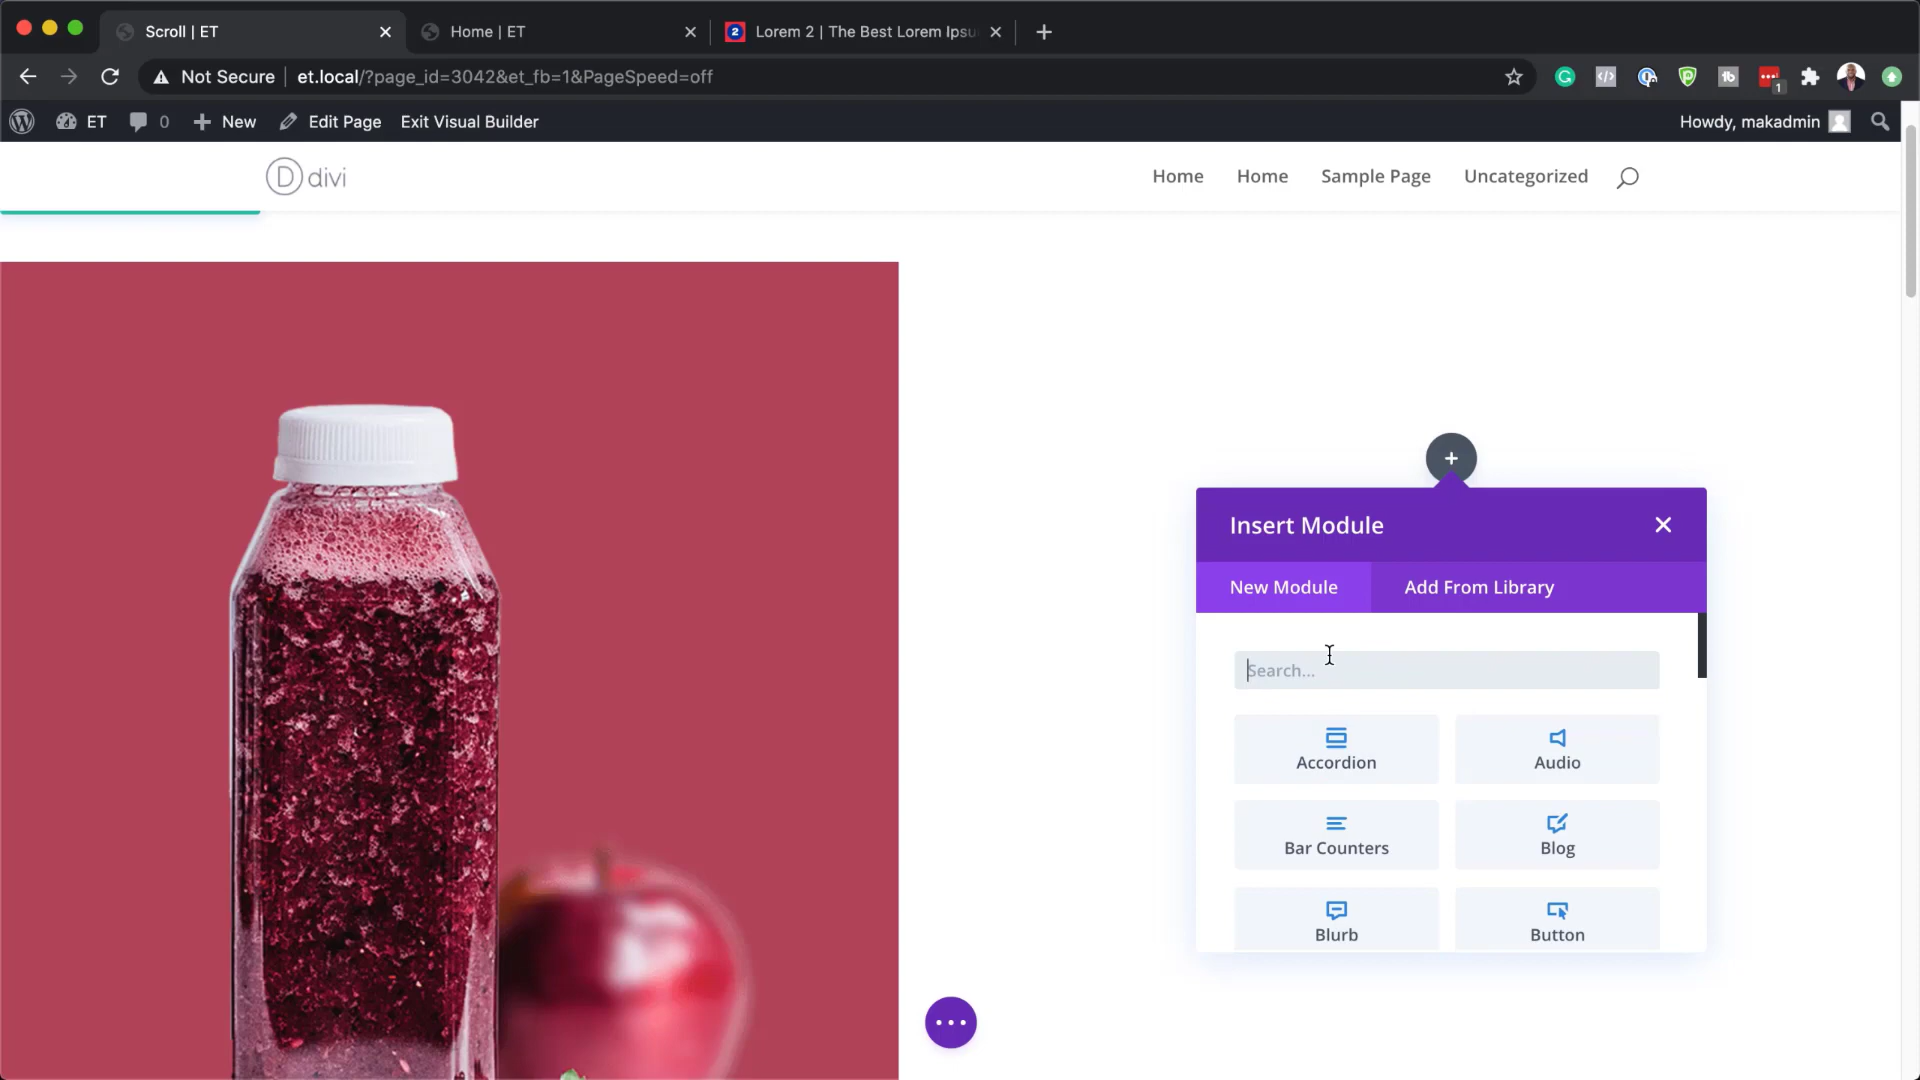 Scroll | ET
Home | ET
2 Lorem 2 | The Best Lorem Ipsu
Not Secure
et.local/?page_id=3042&et_fb=1&PageSpeed=off
1
ET
0
New
Edit Page
Exit Visual Builder
Howdy, makadmin
D divi
Home
Home
Sample Page
Uncategorized
Insert Module
New Module
Add From Library
Search...
Accordion
Audio
Bar Counters
Blog
Blurb
Button